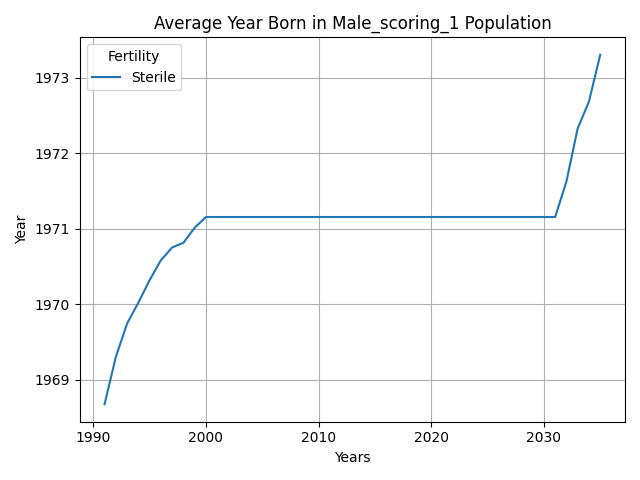 Average Year Born in Male_scoring_1 Population
Fertility
Sterile
1973
1972
1971
1970
1969
Year
1990
2000
2010
2020
2030
Years